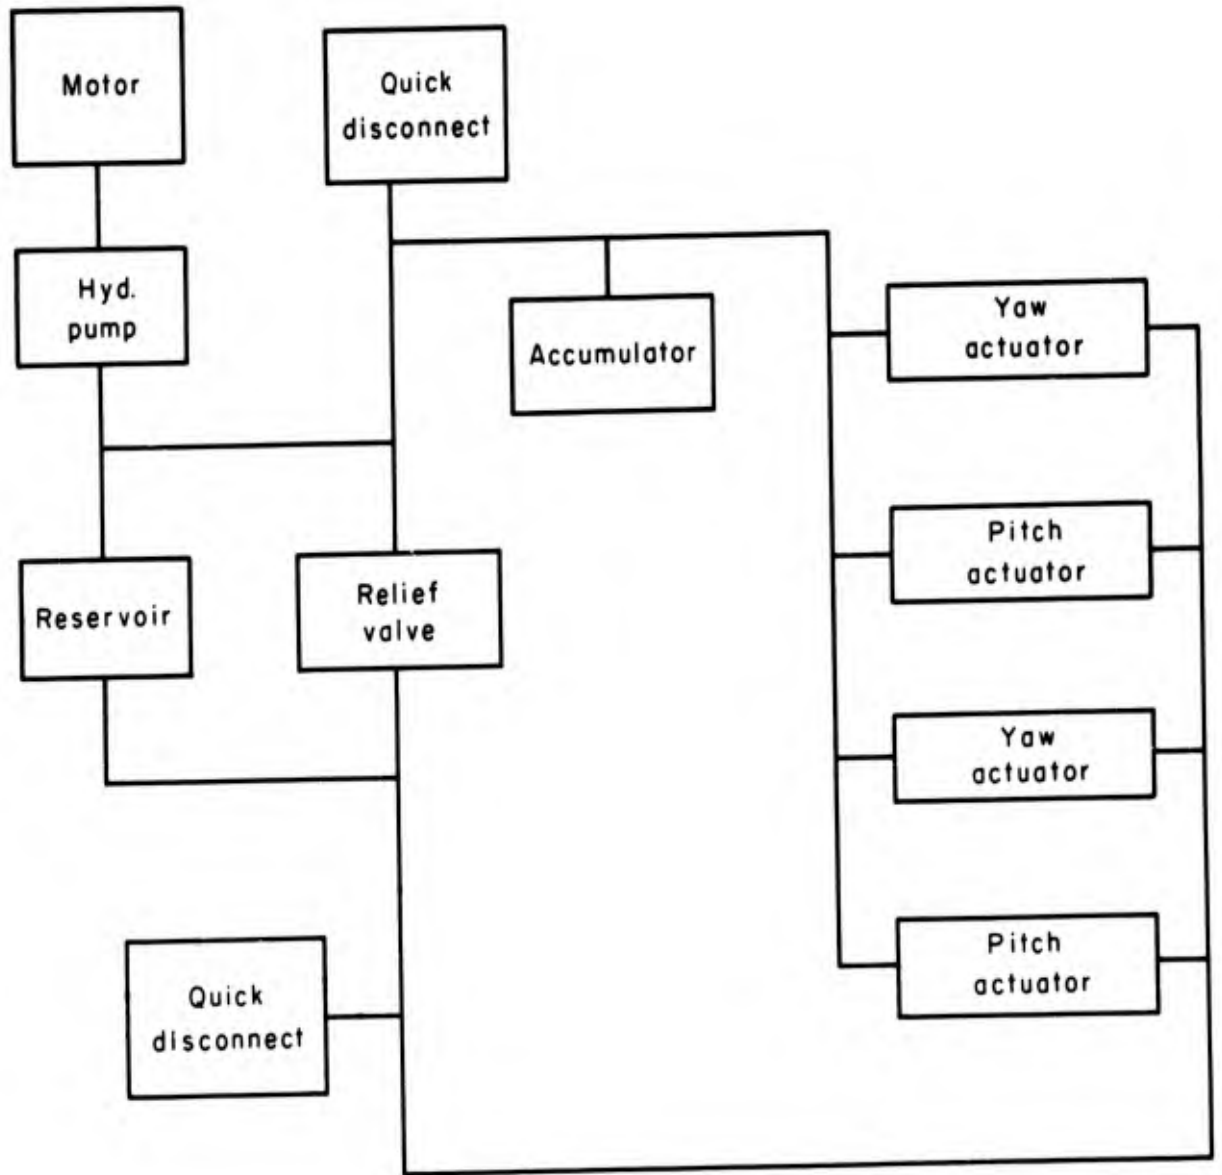 Motor
Quick
disconnect
Hyd.
pump
Accumulator
Yaw
actuator
Pitch
actuator
Reservoir
Relief
valve
Yaw
actuator
Pitch
actuator
Quick
disconnect